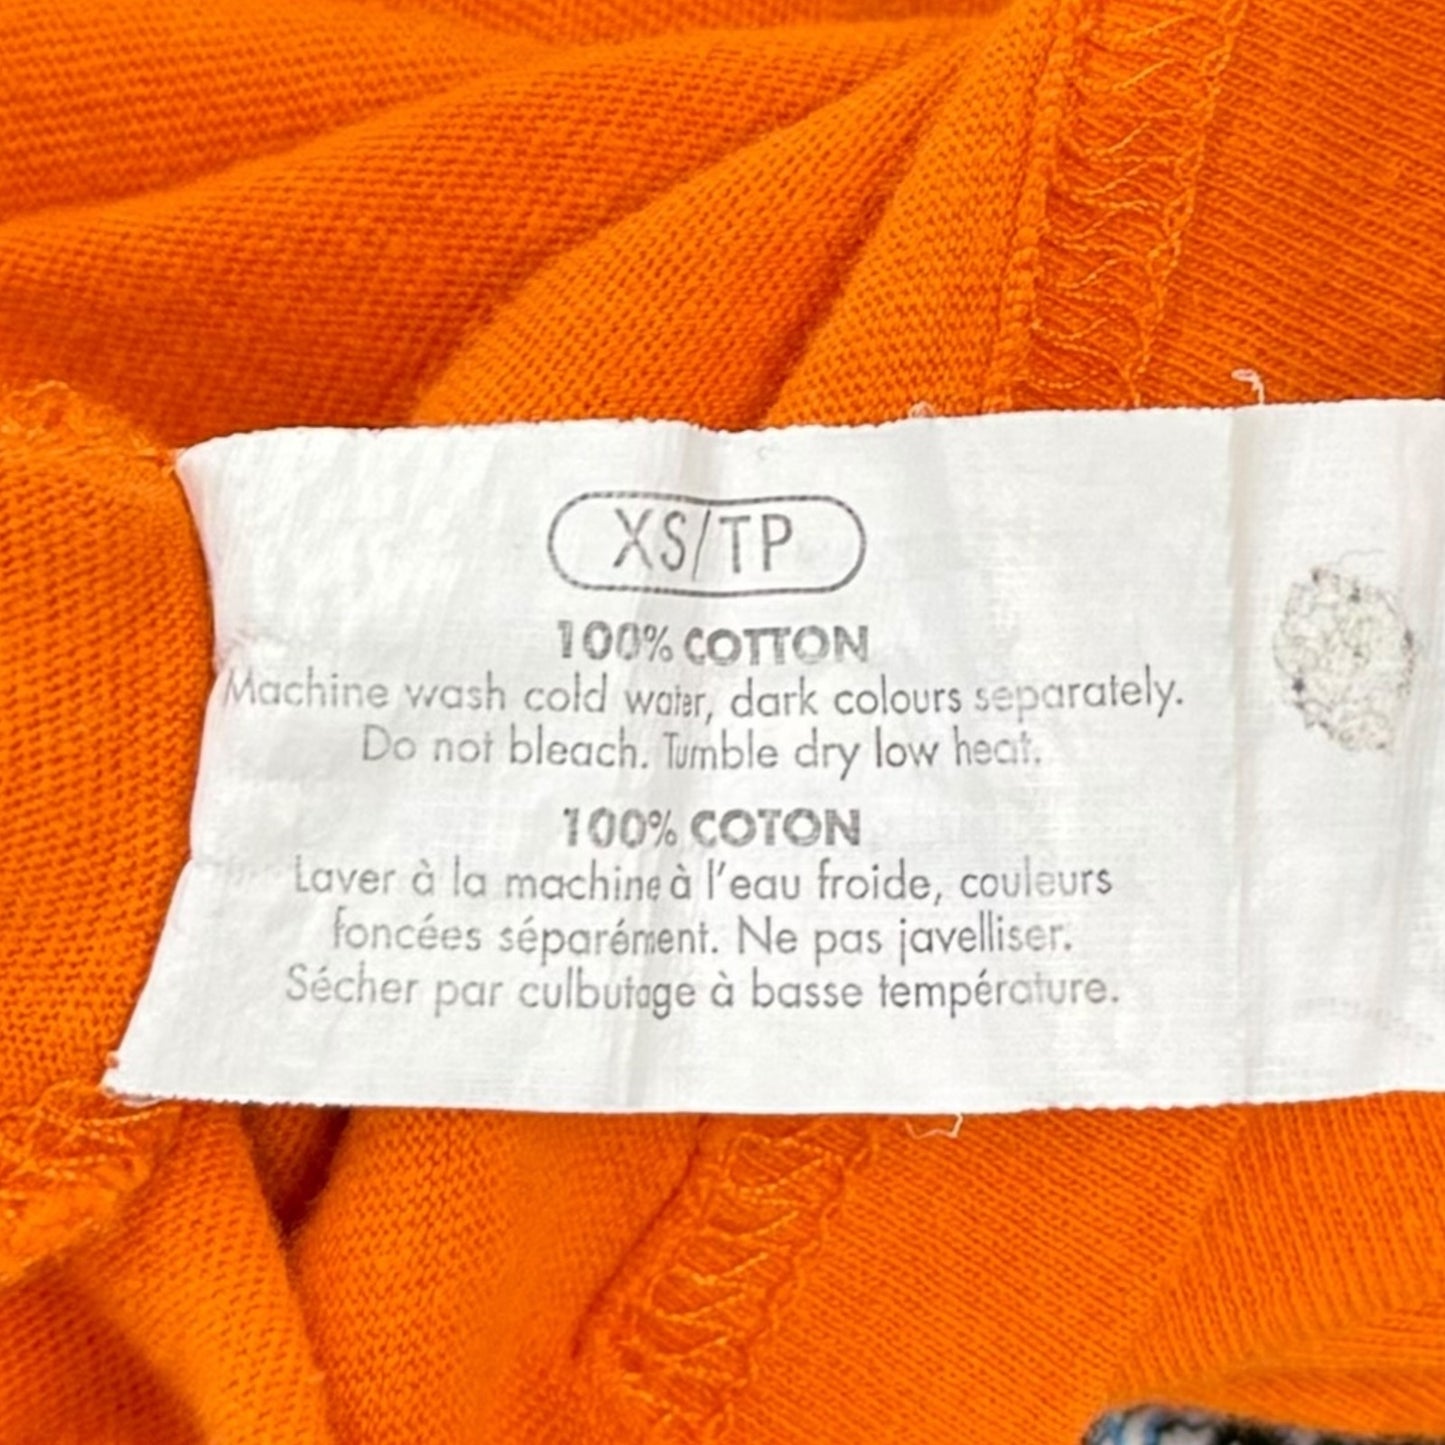 XS/TP
100% COTTON
Machine wash cold water, dark colours separately.
Do not bleach. Tumble dry low heat.
100% COTON
Laver à la machine à l'eau froide, couleurs
foncées séparément. Ne pas javelliser.
Sécher par culbutage à basse température.